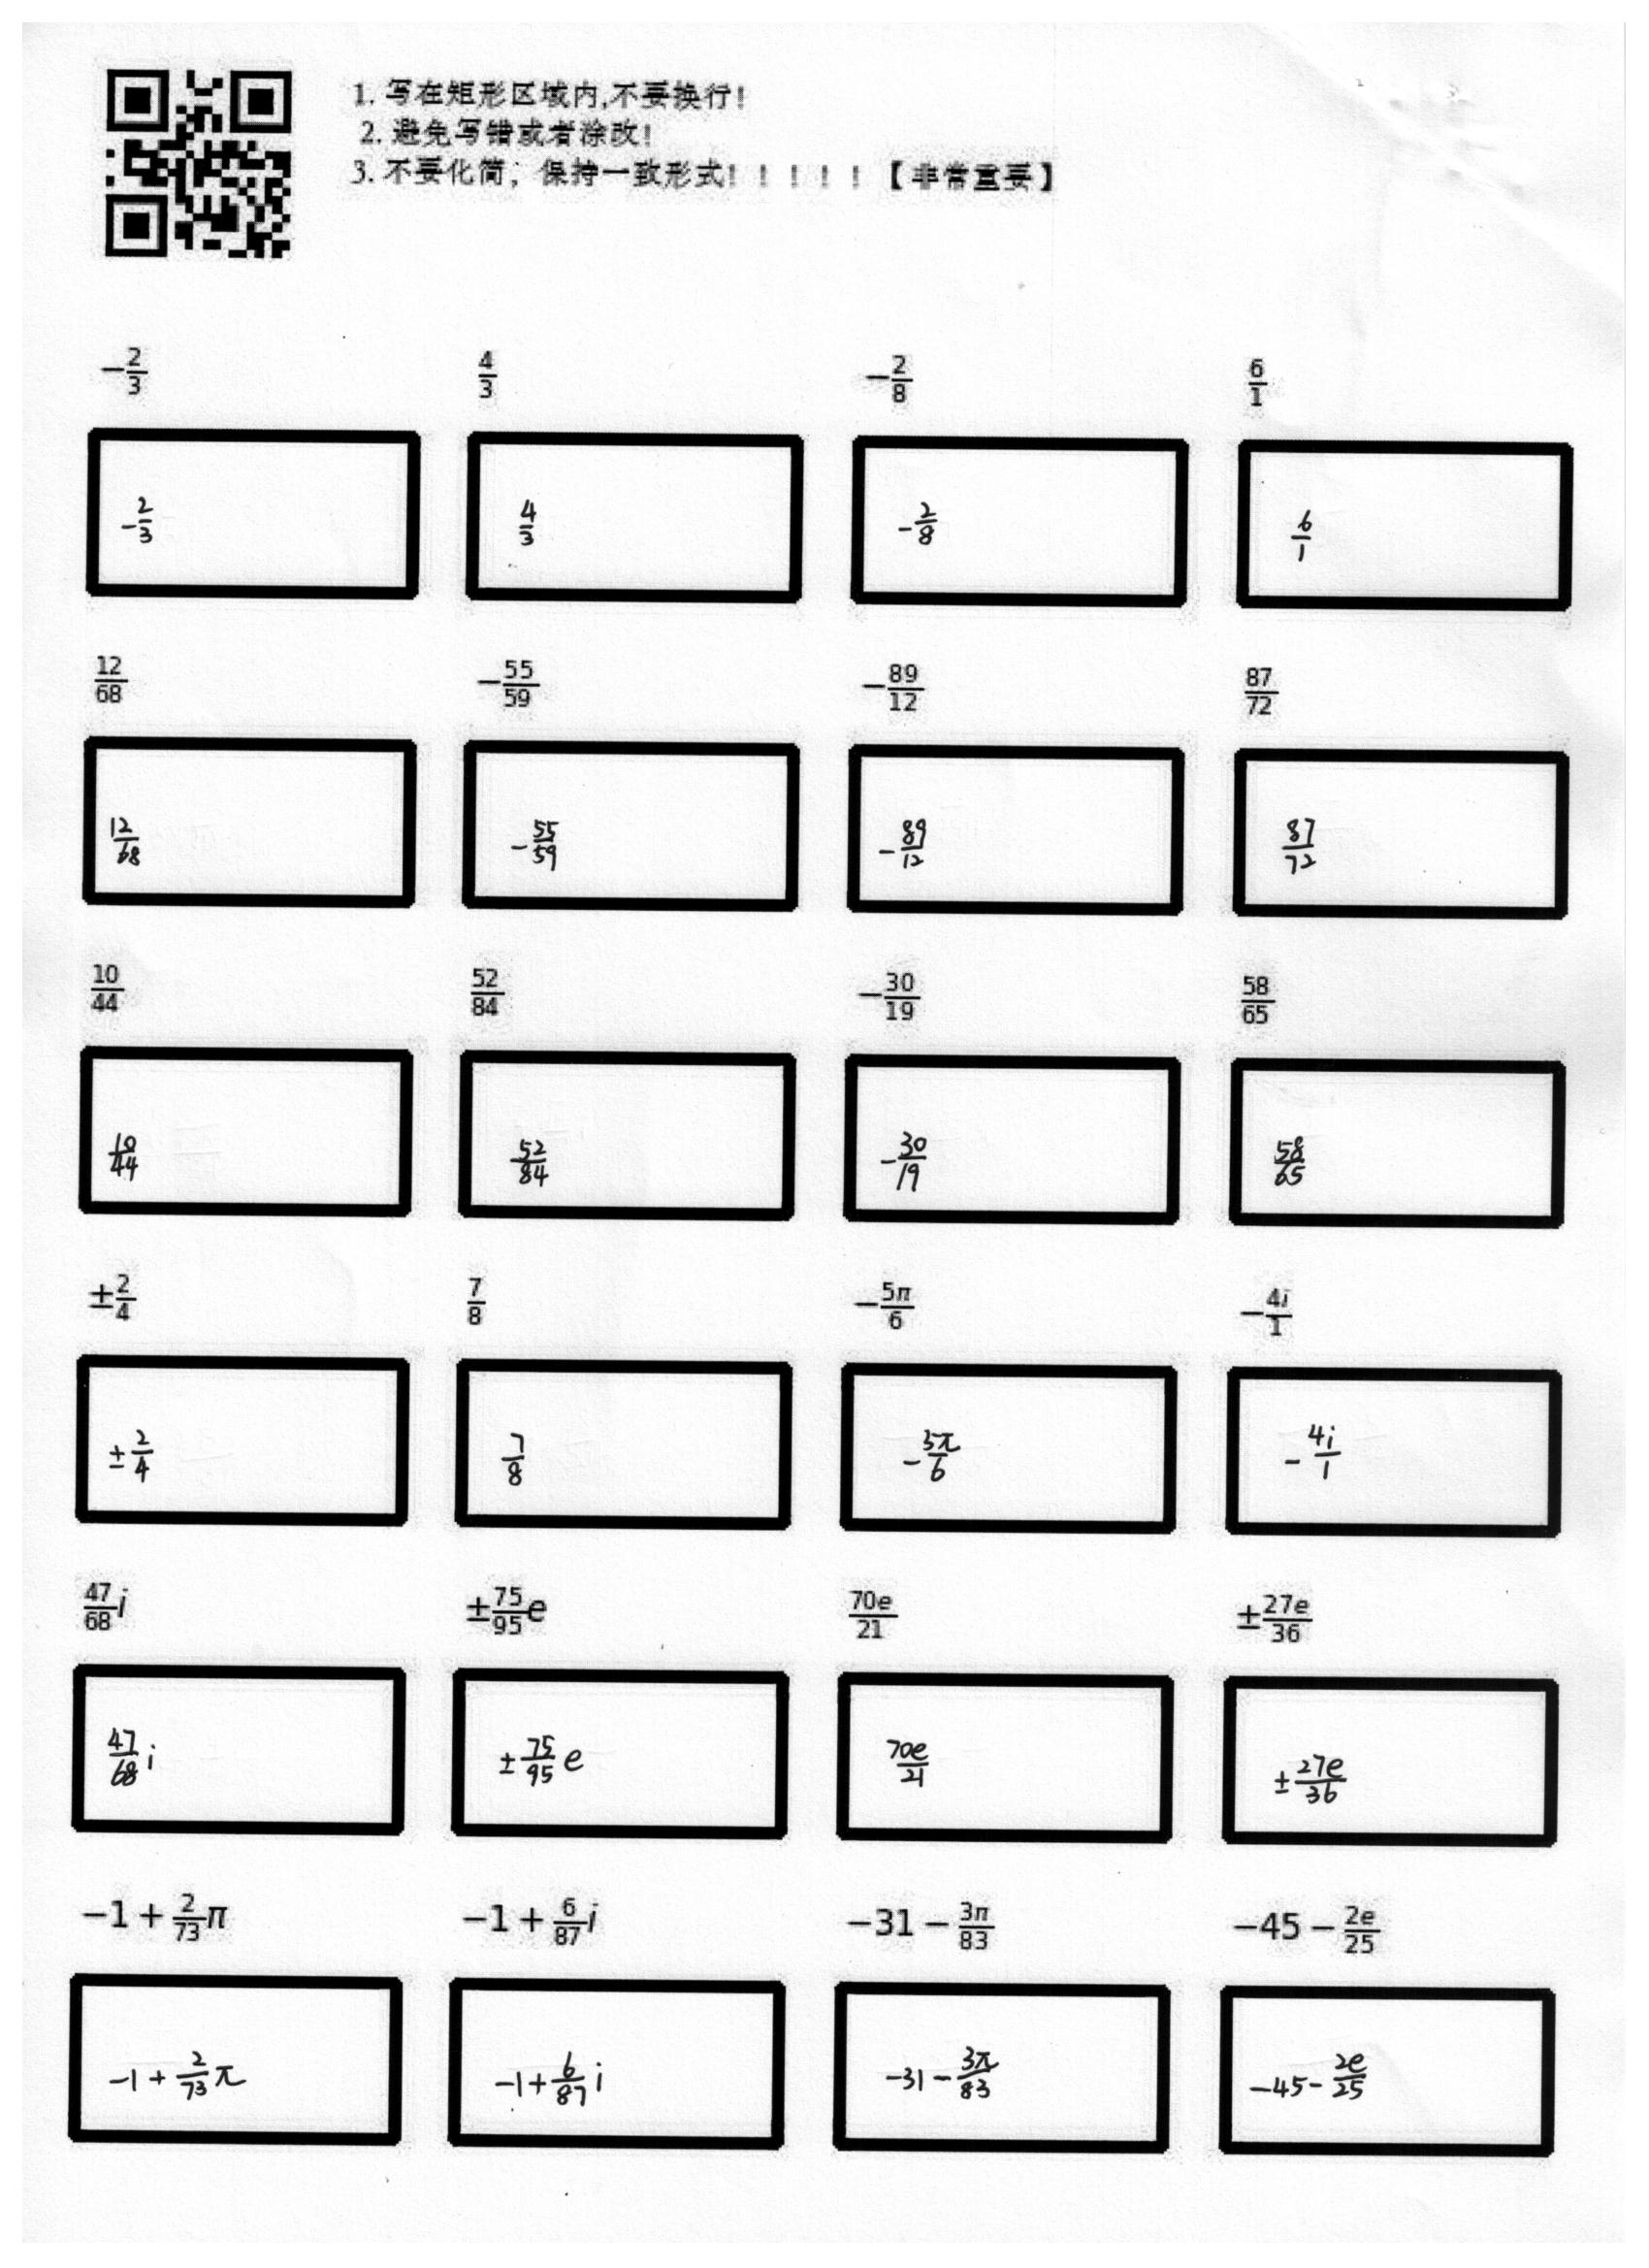 1. 写在矩形区域内,不要换行!
2. 避免写错或者涂改!
3. 不要化简; 保持一致形式! ! ! ! ! 【非常重要】
$-\frac{2}{3}$ $\frac{4}{3}$ $-\frac{2}{8}$ $\frac{6}{1}$
$-\frac{2}{3}$ $\frac{4}{3}$ $-\frac{2}{8}$ $\frac{6}{1}$
$\frac{12}{68}$ $-\frac{55}{59}$ $-\frac{89}{12}$ $\frac{87}{72}$
$\frac{12}{68}$ $-\frac{55}{59}$ $-\frac{89}{12}$ $\frac{87}{72}$
$\frac{10}{44}$ $\frac{52}{84}$ $-\frac{30}{19}$ $\frac{58}{65}$
$\frac{10}{44}$ $\frac{52}{84}$ $-\frac{30}{19}$ $\frac{58}{65}$
$\pm\frac{2}{4}$ $\frac{7}{8}$ $-\frac{5\pi}{6}$ $-\frac{4i}{1}$
$\pm\frac{2}{4}$ $\frac{7}{8}$ $-\frac{5\pi}{6}$ $-\frac{4i}{1}$
$\frac{47}{68}i$ $\pm\frac{75}{95}e$ $\frac{70e}{21}$ $\pm\frac{27e}{36}$
$\frac{47}{68}i$ $\pm\frac{75}{95}e$ $\frac{70e}{21}$ $\pm\frac{27e}{36}$
$-1+\frac{2}{73}\pi$ $-1+\frac{6}{87}i$ $-31-\frac{3\pi}{83}$ $-45-\frac{2e}{25}$
$-1+\frac{2}{73}\pi$ $-1+\frac{6}{87}i$ $-31-\frac{3\pi}{83}$ $-45-\frac{2e}{25}$